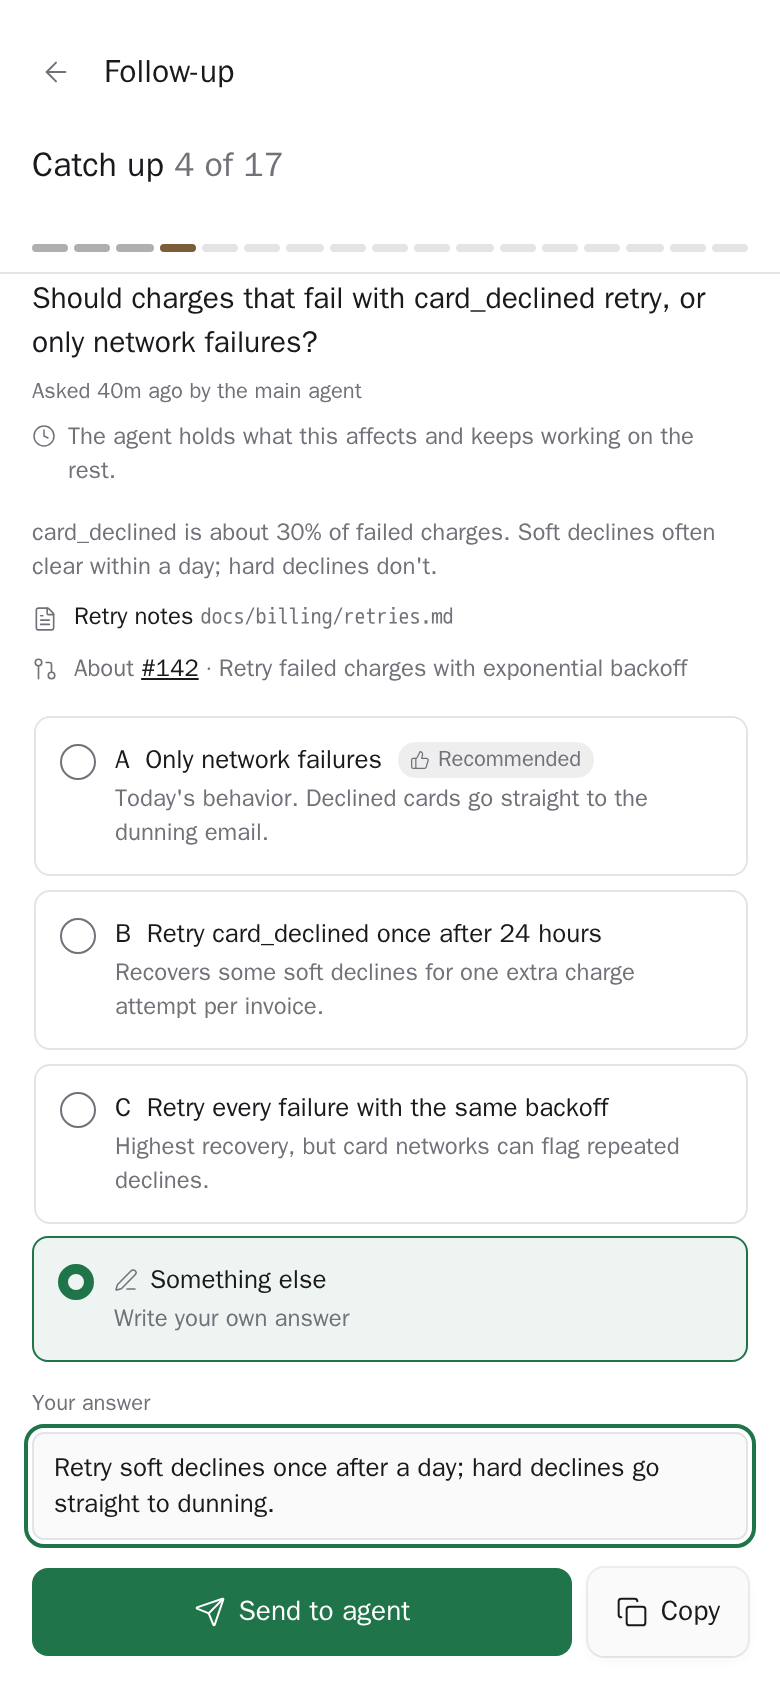 Follow-up
Catch up 4 of 17
Should charges that fail with card_declined retry, or
only network failures?
Asked 40m ago by the main agent
The agent holds what this affects and keeps working on the
rest.
card_declined is about 30% of failed charges. Soft declines often
clear within a day; hard declines don't.
Retry notes docs/billing/retries.md
About #142 · Retry failed charges with exponential backoff
A Only network failures Recommended
Today's behavior. Declined cards go straight to the
dunning email.
B Retry card_declined once after 24 hours
Recovers some soft declines for one extra charge
attempt per invoice.
C Retry every failure with the same backoff
Highest recovery, but card networks can flag repeated
declines.
Something else
Write your own answer
Your answer
Retry soft declines once after a day; hard declines go
straight to dunning.
Send to agent Copy